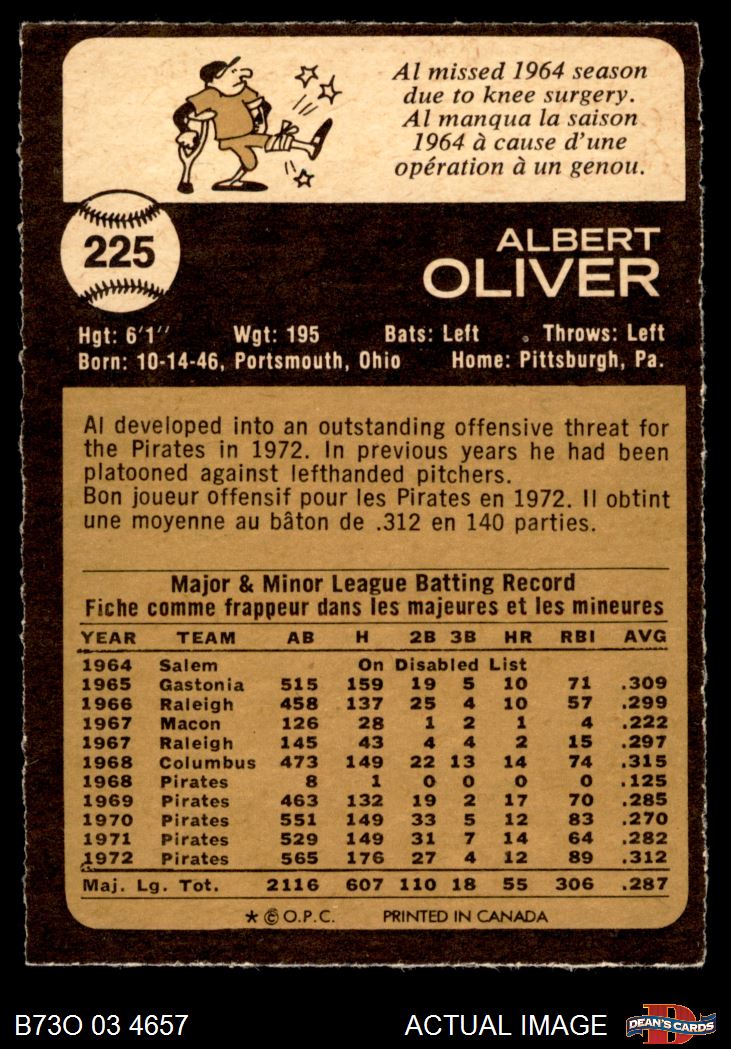 Al missed 1964 season
due to knee surgery.
Al manqua la saison
1964 à cause d'une
opération à un genou.
225
ALBERT
OLIVER
Hgt: 6'1" Wgt: 195 Bats: Left Throws: Left
Born: 10-14-46, Portsmouth, Ohio Home: Pittsburgh, Pa.
Al developed into an outstanding offensive threat for
the Pirates in 1972. In previous years he had been
platooned against lefthanded pitchers.
Bon joueur offensif pour les Pirates en 1972. Il obtint
une moyenne au bâton de .312 en 140 parties.
Major & Minor League Batting Record
Fiche comme frappeur dans les majeures et les mineures
YEAR TEAM AB H 2B 3B HR RBI AVG
1964 Salem On Disabled List
1965 Gastonia 515 159 19 5 10 71 .309
1966 Raleigh 458 137 25 4 10 57 .299
1967 Macon 126 28 1 2 1 4 .222
1967 Raleigh 145 43 4 4 2 15 .297
1968 Columbus 473 149 22 13 14 74 .315
1968 Pirates 8 1 0 0 0 0 .125
1969 Pirates 463 132 19 2 17 70 .285
1970 Pirates 551 149 33 5 12 83 .270
1971 Pirates 529 149 31 7 14 64 .282
1972 Pirates 565 176 27 4 12 89 .312
Maj. Lg. Tot. 2116 607 110 18 55 306 .287
* © O.P.C. PRINTED IN CANADA
B73O 03 4657 ACTUAL IMAGE
D
DEAN'S CARDS